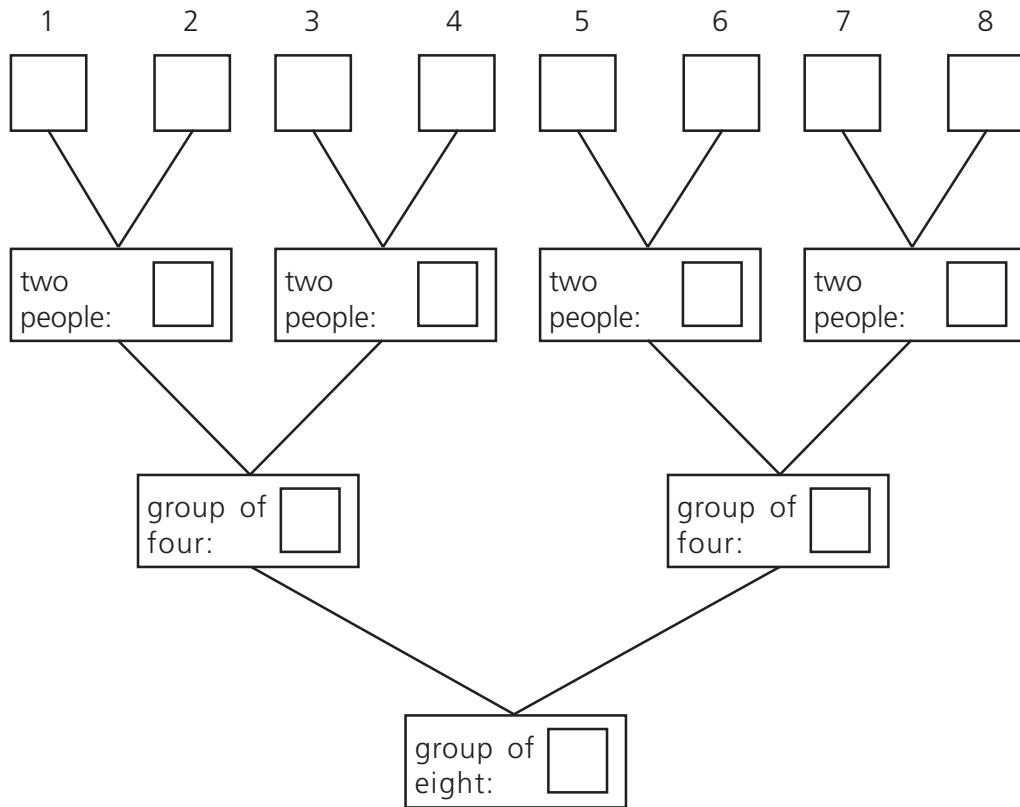 1 2 3 4 5 6 7 8
two
people:
two
people:
two
people:
two
people:
group of
four:
group of
four:
group of
eight: